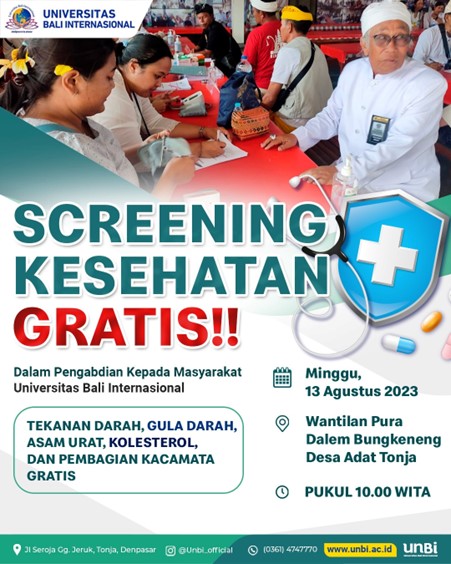 UNIVERSITAS
BALI INTERNASIONAL
SCREENING
KESEHATAN
GRATIS!!
Dalam Pengabdian Kepada Masyarakat
Universitas Bali Internasional
TEKANAN DARAH, GULA DARAH,
ASAM URAT, KOLESTEROL,
DAN PEMBAGIAN KACAMATA
GRATIS
Minggu,
13 Agustus 2023
Wantilan Pura
Dalem Bungkeneng
Desa Adat Tonja
PUKUL 10.00 WITA
Jl Seroja Gg. Jeruk, Tonja, Denpasar
@Unbi_official
(0361) 4747770
www.unbi.ac.id
unBi